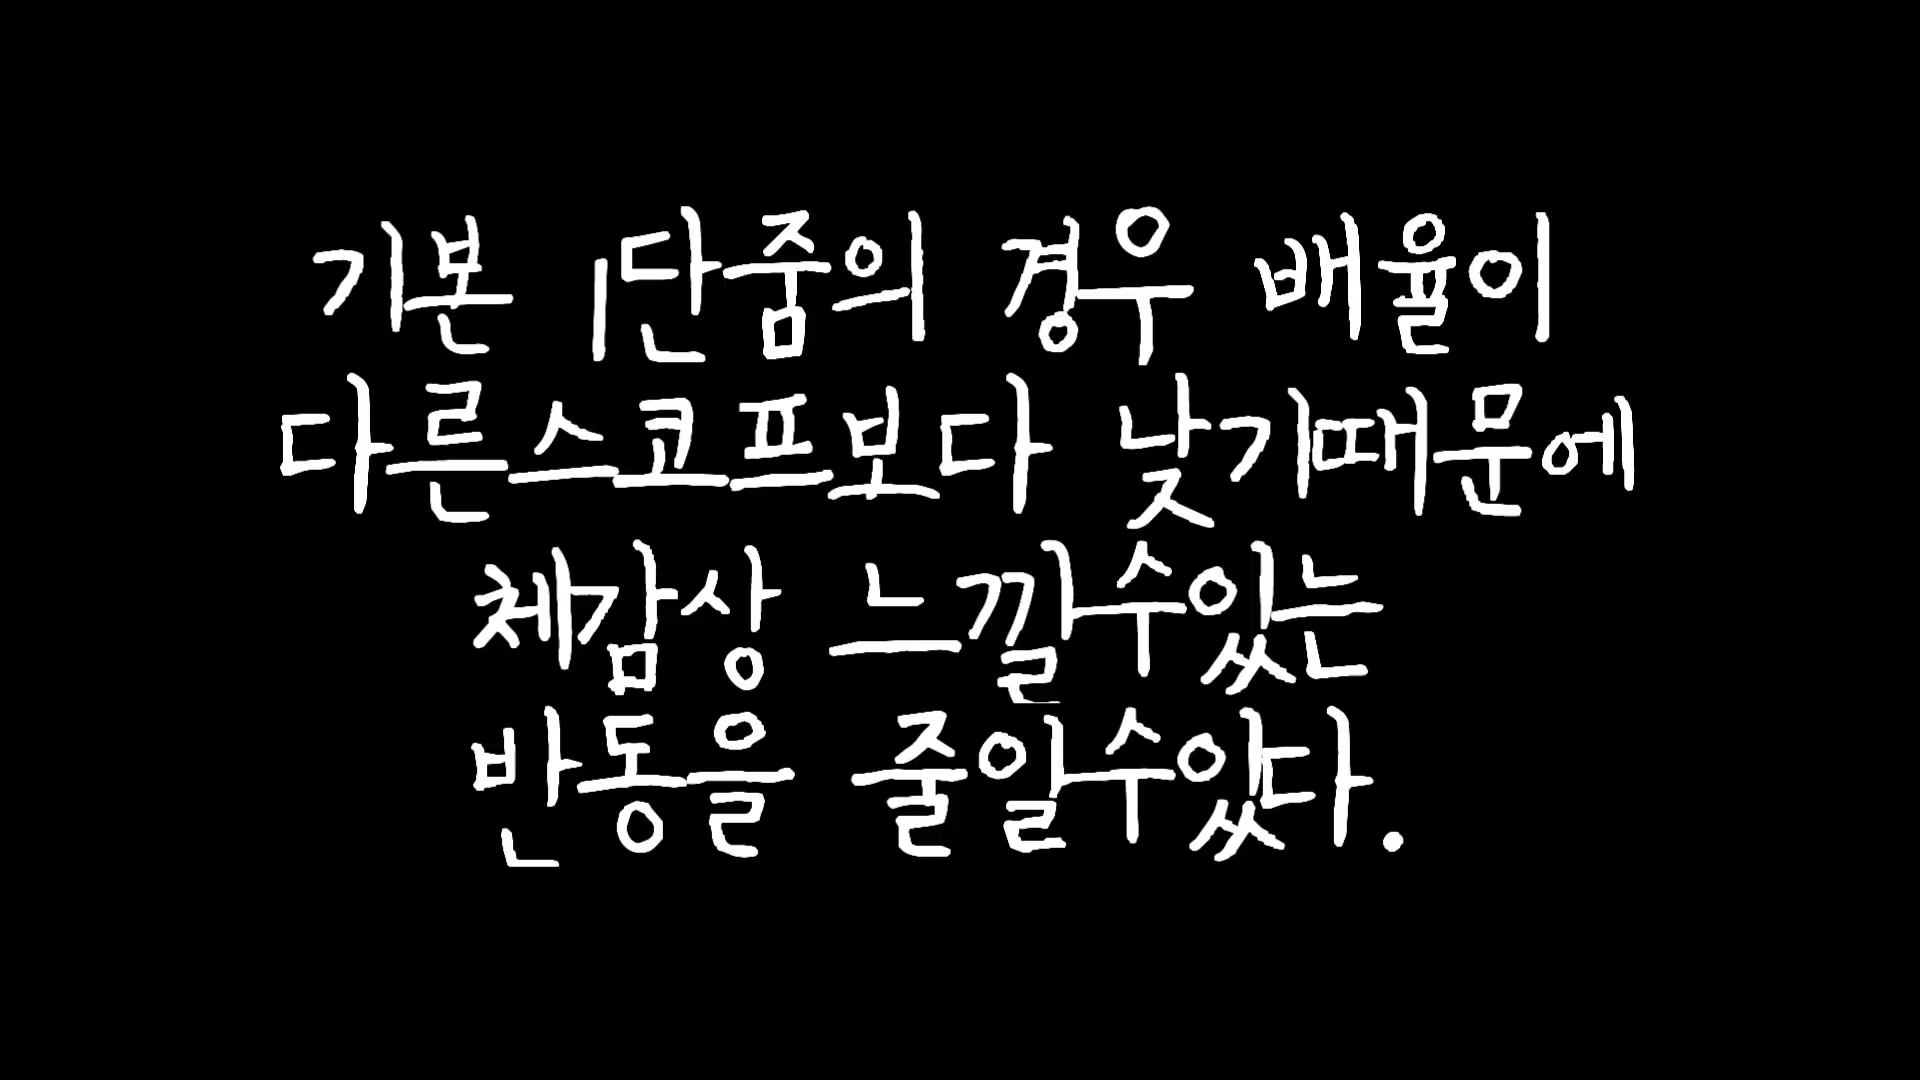 기본 1단줌의 경우 배율이
다른스코프보다 낮기때문에
체감상 느낄수있는
반동을 줄일수있다.